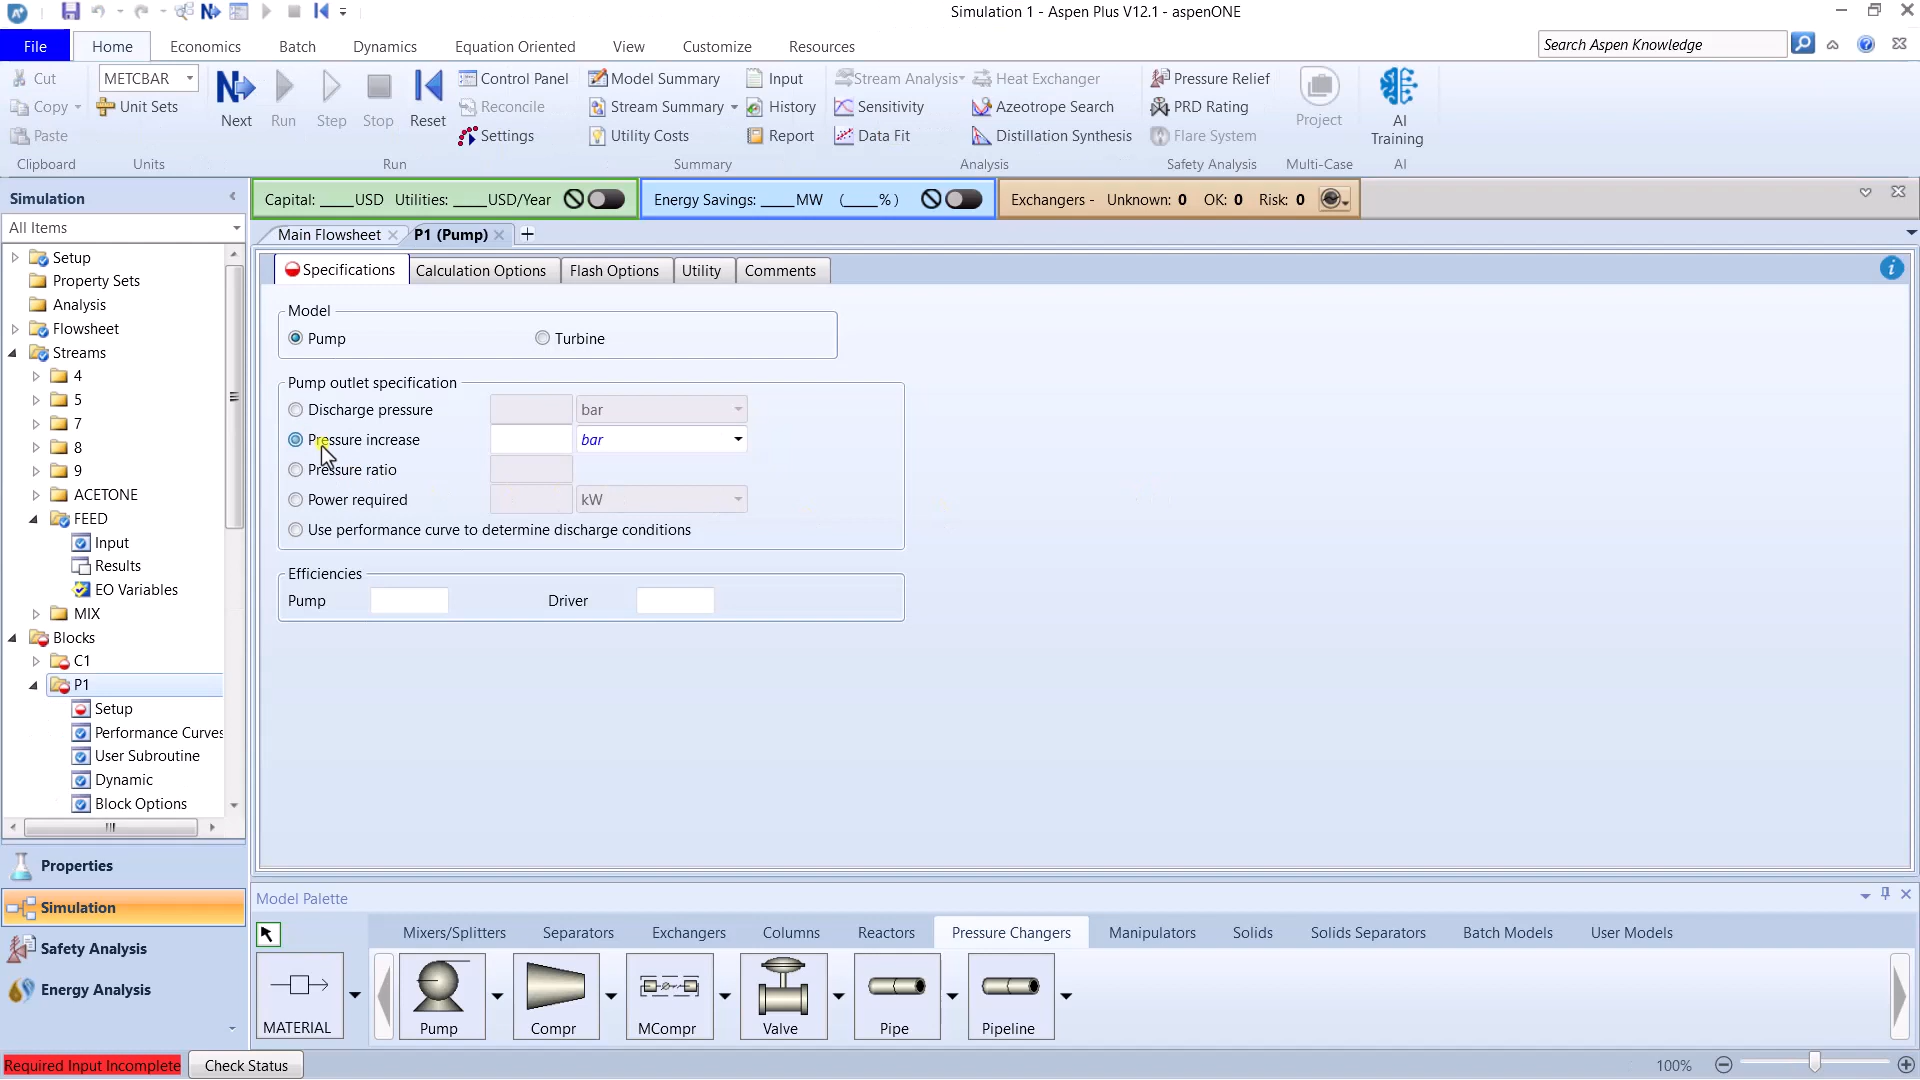 Simulation 1 - Aspen Plus V12.1 - aspenONE
File Home Economics Batch Dynamics Equation Oriented View Customize Resources Search Aspen Knowledge
Cut METCBAR Control Panel Model Summary Input Stream Analysis Heat Exchanger Pressure Relief
Copy Unit Sets Reconcile Stream Summary History Sensitivity Azeotrope Search PRD Rating
Paste Next Run Step Stop Reset Settings Utility Costs Report Data Fit Distillation Synthesis Flare System Project AI Training
Clipboard Units Run Summary Analysis Safety Analysis Multi-Case AI
Simulation Capital: ____USD Utilities: ____USD/Year Energy Savings: ____MW (____%) Exchangers - Unknown: 0 OK: 0 Risk: 0
All Items Main Flowsheet P1 (Pump)
Setup
Property Sets
Analysis
Flowsheet
Streams
4
5
7
8
9
ACETONE
FEED
Input
Results
EO Variables
MIX
Blocks
C1
P1
Setup
Performance Curves
User Subroutine
Dynamic
Block Options
Properties
Simulation
Safety Analysis
Energy Analysis
Specifications Calculation Options Flash Options Utility Comments
Model
Pump Turbine
Pump outlet specification
Discharge pressure bar
Pressure increase bar
Pressure ratio
Power required kW
Use performance curve to determine discharge conditions
Efficiencies
Pump Driver
Model Palette
Mixers/Splitters Separators Exchangers Columns Reactors Pressure Changers Manipulators Solids Solids Separators Batch Models User Models
MATERIAL Pump Compr MCompr Valve Pipe Pipeline
Required Input Incomplete Check Status 100%